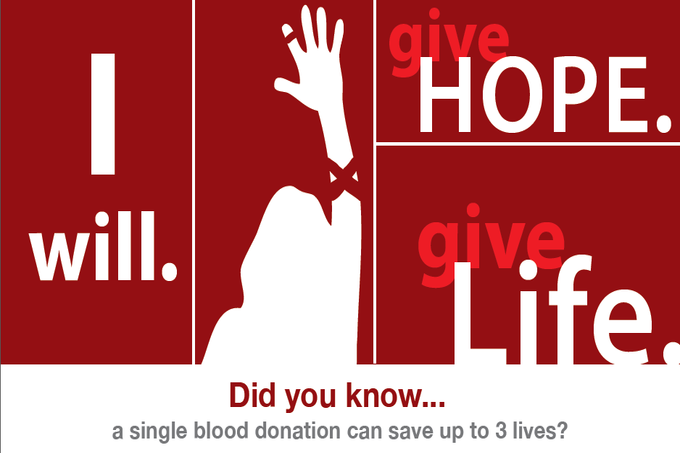 I
will.
give
HOPE.
give
Life.
Did you know...
a single blood donation can save up to 3 lives?